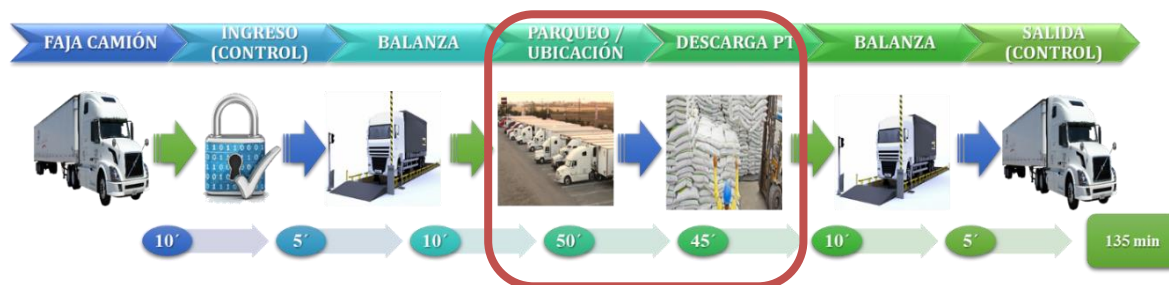 FAJA CAMIÓN
INGRESO
(CONTROL)
BALANZA
PARQUEO /
UBICACIÓN
DESCARGA PT
BALANZA
SALIDA
(CONTROL)
10´
5´
10´
50´
45´
10´
5´
135 min